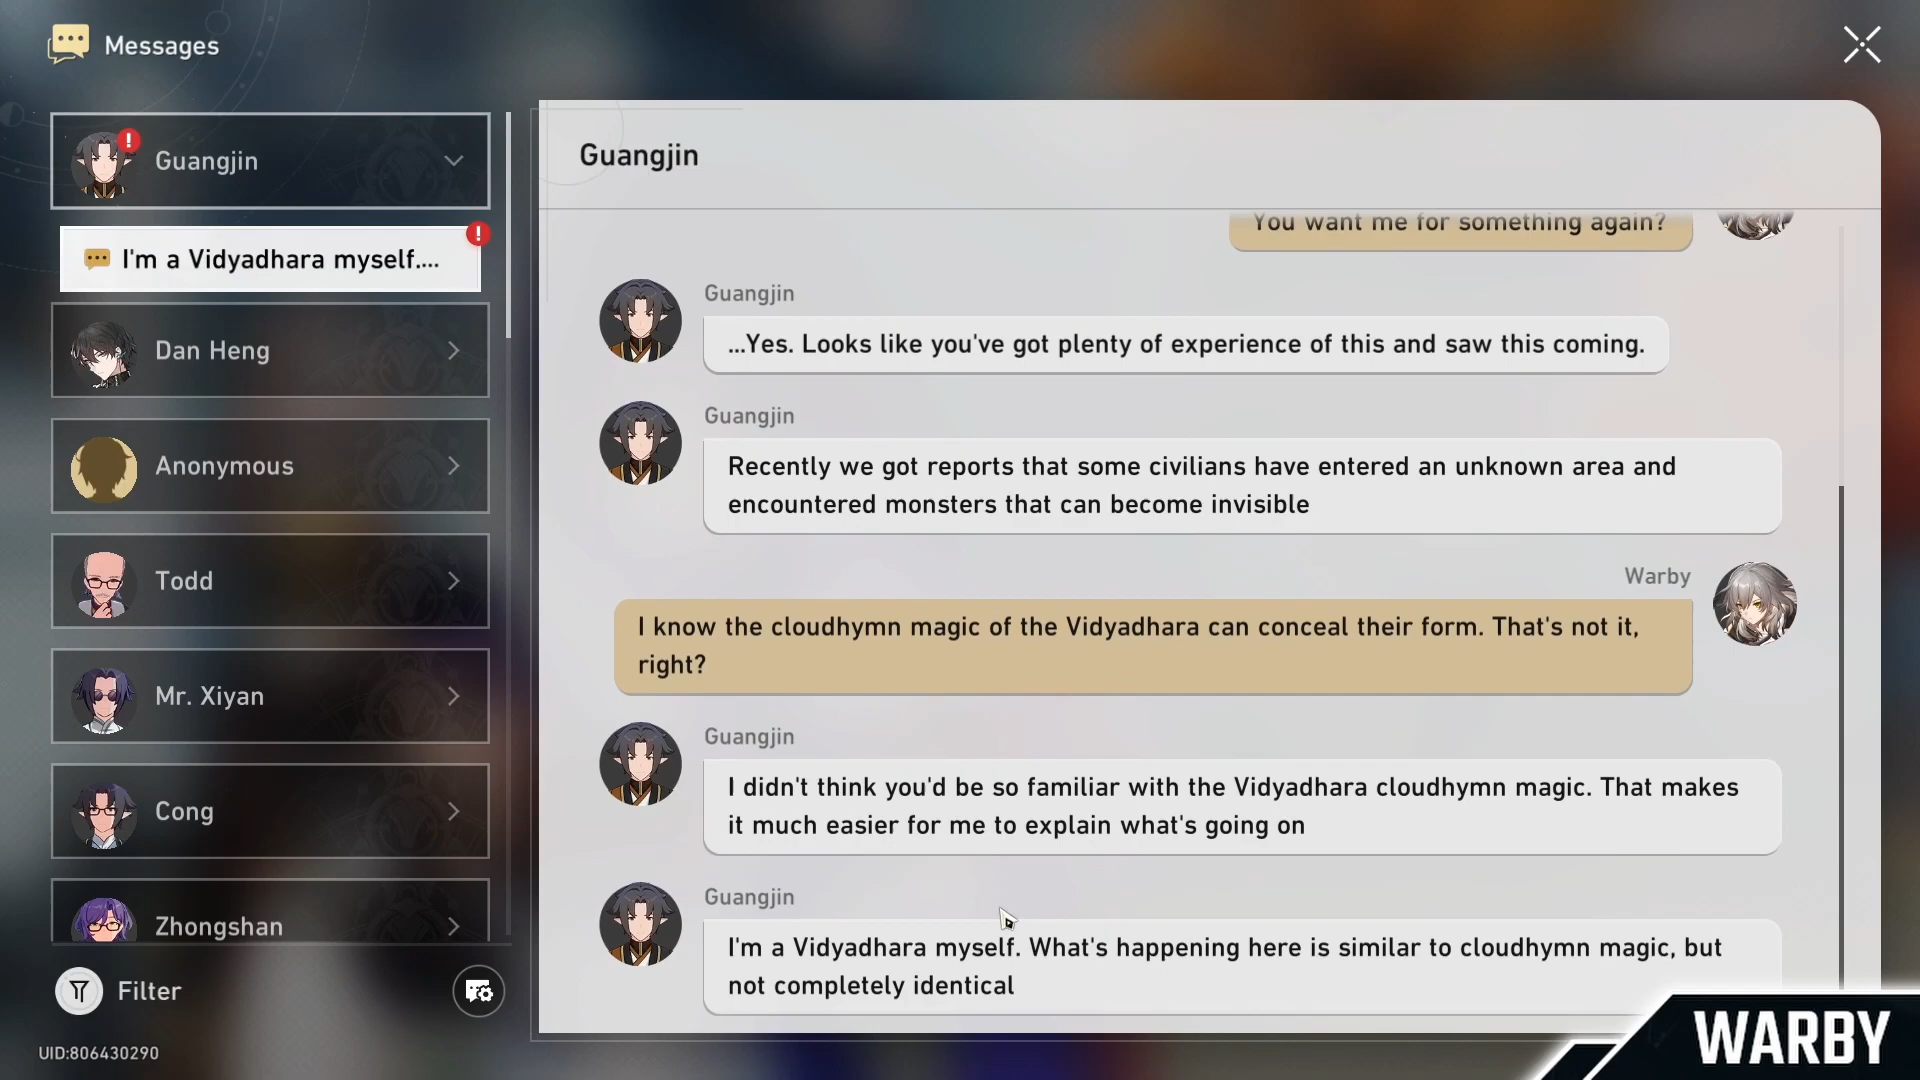 Messages
Guangjin
I'm a Vidyadhara myself....
Dan Heng
Anonymous
Todd
Mr. Xiyan
Cong
Zhongshan
Filter
UID:806430290
Guangjin
You want me for something again?
Guangjin
...Yes. Looks like you've got plenty of experience of this and saw this coming.
Guangjin
Recently we got reports that some civilians have entered an unknown area and
encountered monsters that can become invisible
Warby
I know the cloudhymn magic of the Vidyadhara can conceal their form. That's not it,
right?
Guangjin
I didn't think you'd be so familiar with the Vidyadhara cloudhymn magic. That makes
it much easier for me to explain what's going on
Guangjin
I'm a Vidyadhara myself. What's happening here is similar to cloudhymn magic, but
not completely identical
WARBY